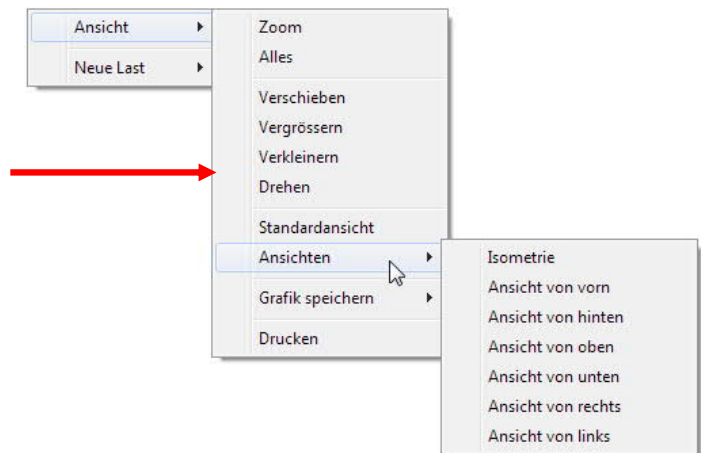 Ansicht
Neue Last
Zoom
Alles
Verschieben
Vergrössern
Verkleinern
Drehen
Standardansicht
Ansichten
Grafik speichern
Drucken
Isometrie
Ansicht von vorn
Ansicht von hinten
Ansicht von oben
Ansicht von unten
Ansicht von rechts
Ansicht von links